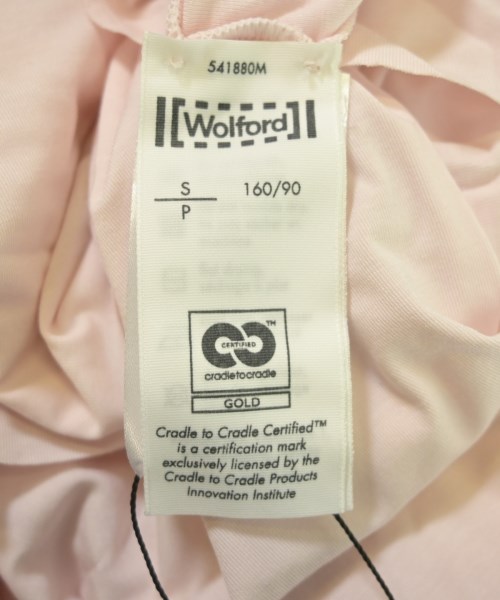 541880M
Wolford
S 160/90
P
TM
CERTIFIED
cradletocradle
GOLD
Cradle to Cradle Certified™
is a certification mark
exclusively licensed by the
Cradle to Cradle Products
Innovation Institute